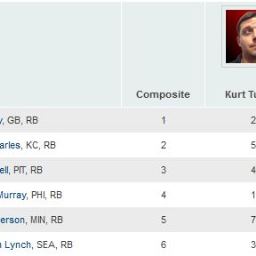 Composite Kurt Tu
y, GB, RB 1 2
arles, KC, RB 2 5
ell, PIT, RB 3 4
Murray, PHI, RB 4 1
erson, MIN, RB 5 7
n Lynch, SEA, RB 6 3